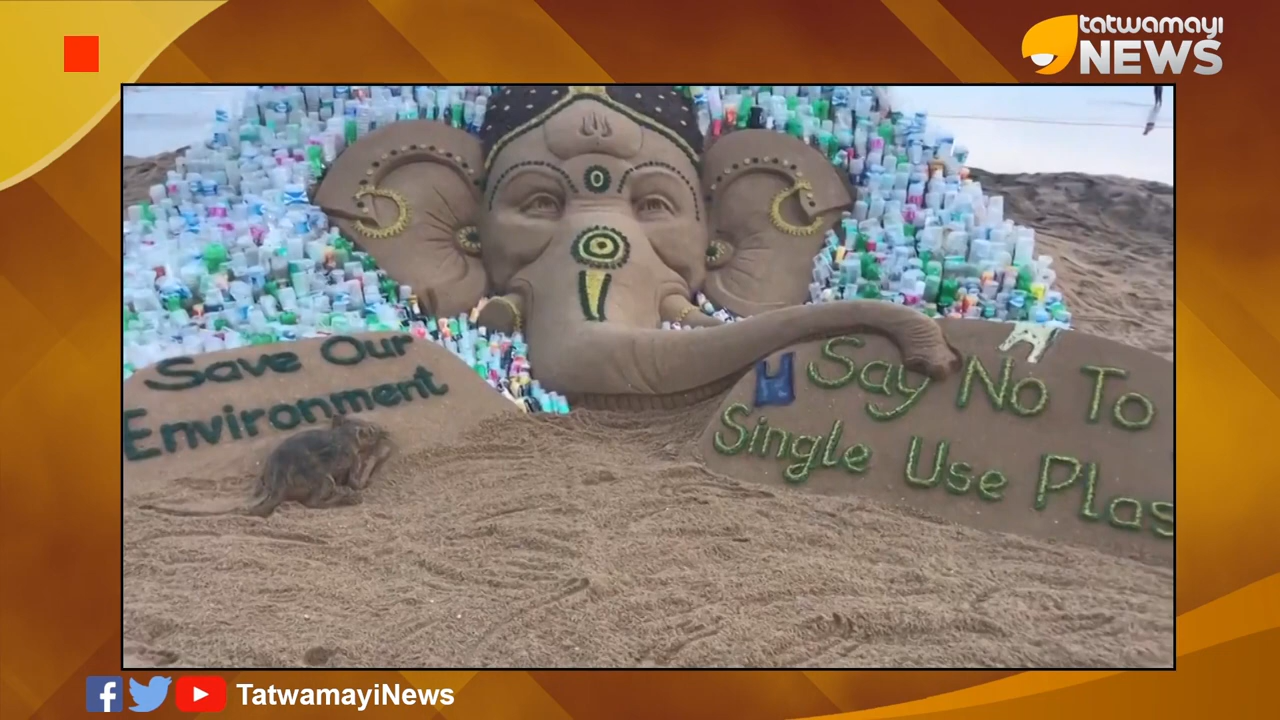 tatwamayi
NEWS
Save Our
Environment
Say No To
Single Use Plas
TatwamayiNews